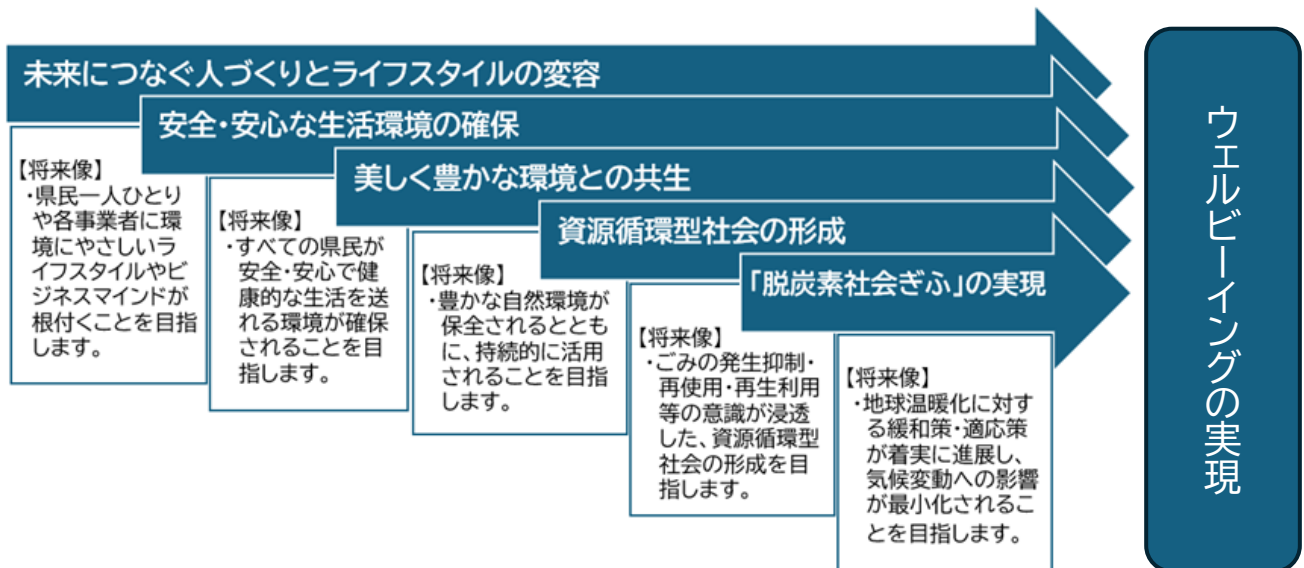 未来につなぐ人づくりとライフスタイルの変容
【将来像】
・県民一人ひとり
や各事業者に環
境にやさしいラ
イフスタイルやビ
ジネスマインドが
根付くことを目指
します。
安全・安心な生活環境の確保
【将来像】
・すべての県民が
安全・安心で健
康的な生活を送
れる環境が確保
されることを目
指します。
美しく豊かな環境との共生
【将来像】
・豊かな自然環境が
保全されるととも
に、持続的に活用
されることを目指
します。
資源循環型社会の形成
【将来像】
・ごみの発生抑制・
再使用・再生利用
等の意識が浸透
した、資源循環型
社会の形成を目
指します。
「脱炭素社会ぎふ」の実現
【将来像】
・地球温暖化に対す
る緩和策・適応策
が着実に進展し、
気候変動への影響
が最小化されるこ
とを目指します。
ウェルビーイングの実現